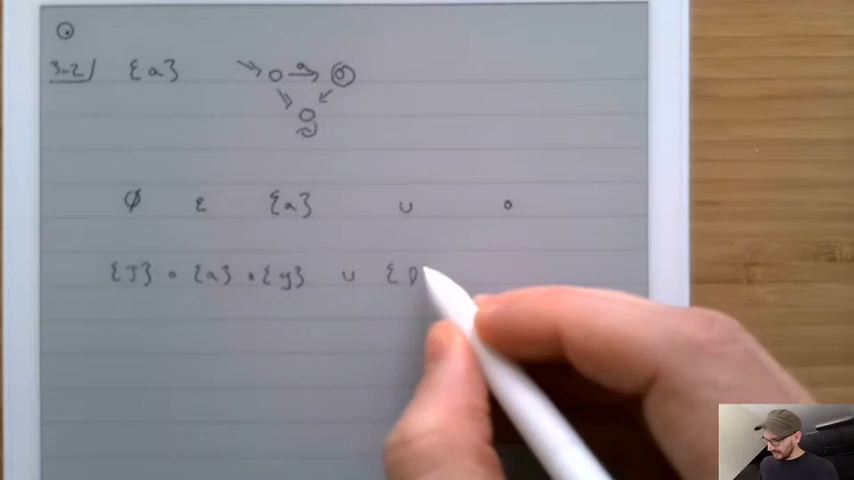 3-2/ {a} a
∅ ε {a} ∪ ∘
{J} ∘ {a} ∘ {y} ∪ {D